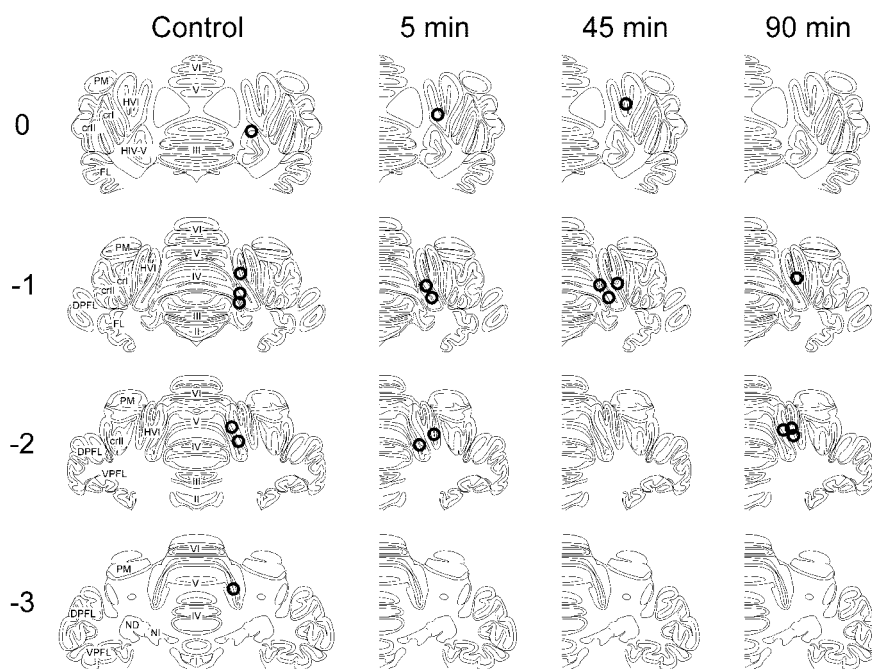 Control 5 min 45 min 90 min
0
VI
PM
V
HVI
crI
crII
HIV-V
III
FL
-1
VI
PM
V
HVI
IV
crI
crII
DPFL
III
FL
II
-2
VI
PM
V
HVI
crII
IV
DPFL
VPFL
III
II
-3
VI
PM
V
DPFL
IV
ND
NI
VPFL
II